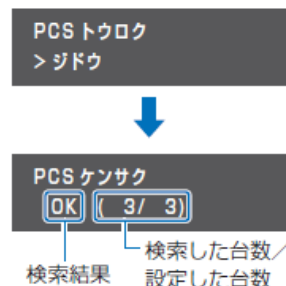 PCS トウロク
> ジドウ
PCS ケンサク
OK ( 3/ 3)
検索した台数／
検索結果 設定した台数